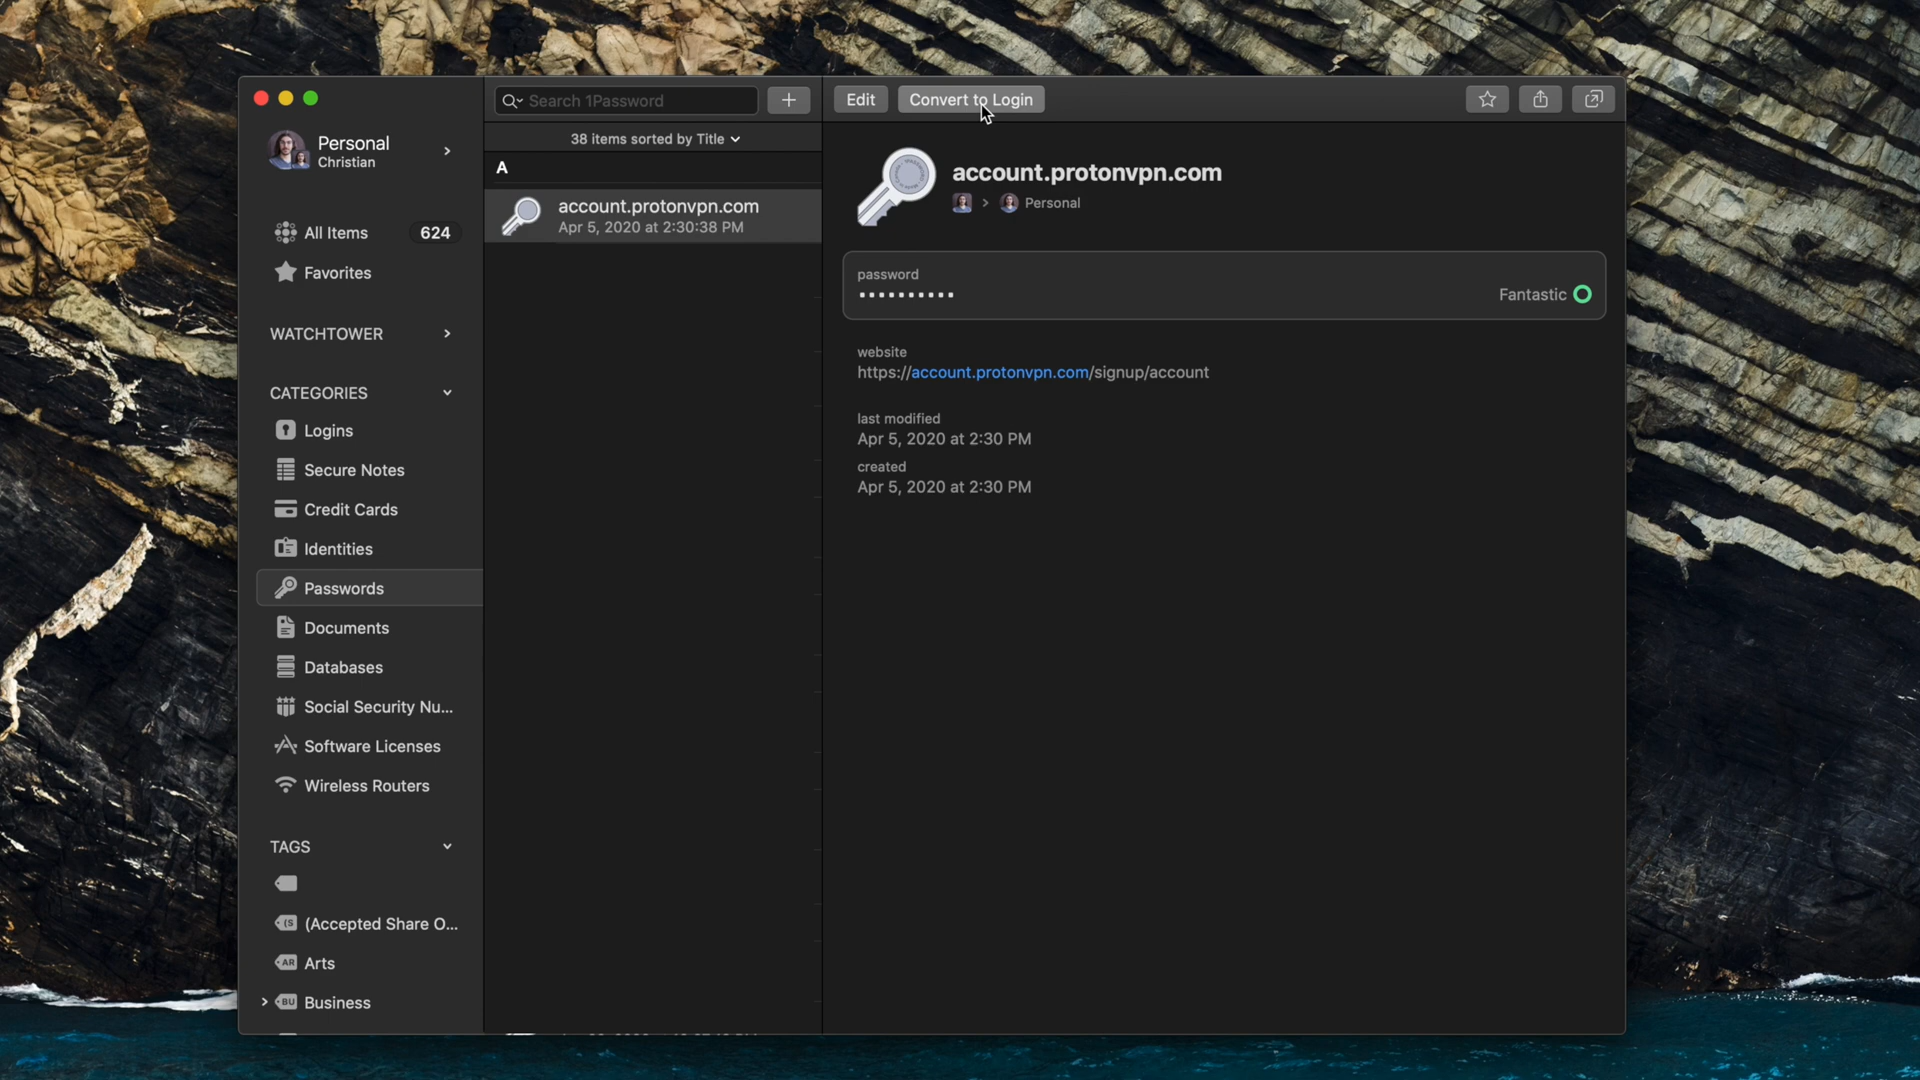 Personal
Christian
All Items 624
Favorites
WATCHTOWER
CATEGORIES
Logins
Secure Notes
Credit Cards
Identities
Passwords
Documents
Databases
Social Security Nu...
Software Licenses
Wireless Routers
TAGS
(S (Accepted Share O...
AR Arts
BU Business
Search 1Password
38 items sorted by Title
A
account.protonvpn.com
Apr 5, 2020 at 2:30:38 PM
Edit Convert to Login
account.protonvpn.com
Personal
password
•••••••••• Fantastic
website
https://account.protonvpn.com/signup/account
last modified
Apr 5, 2020 at 2:30 PM
created
Apr 5, 2020 at 2:30 PM